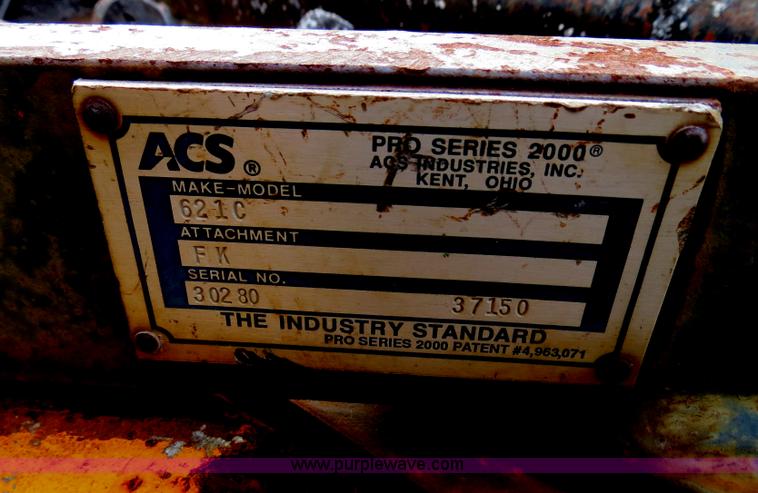 ACS®
PRO SERIES 2000®
ACS INDUSTRIES, INC.
KENT, OHIO
MAKE-MODEL
621C
ATTACHMENT
FK
SERIAL NO.
30280 37150
THE INDUSTRY STANDARD
PRO SERIES 2000 PATENT #4,963,071
www.purplewave.com